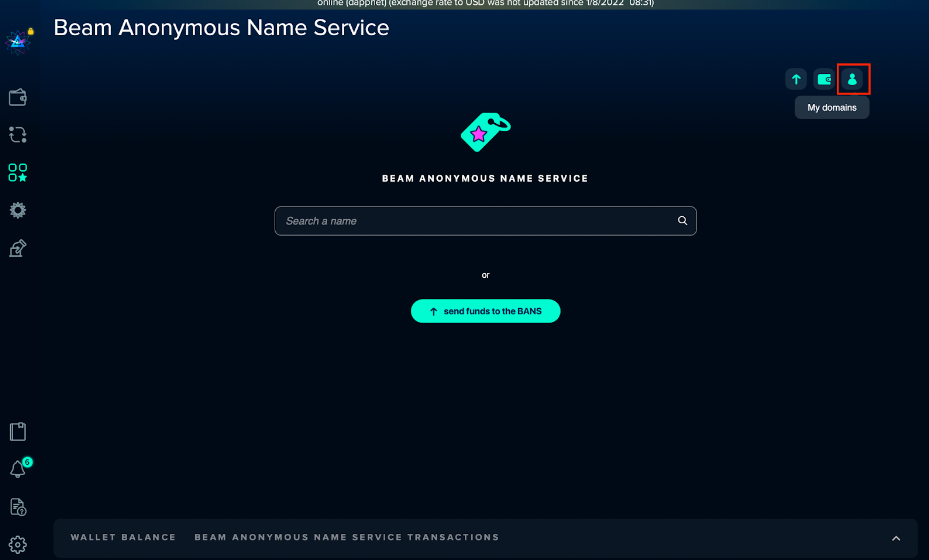 online (dappnet) (exchange rate to USD was not updated since 1/8/2022 08:31)
Beam Anonymous Name Service
My domains
BEAM ANONYMOUS NAME SERVICE
Search a name
or
send funds to the BANS
6
WALLET BALANCE BEAM ANONYMOUS NAME SERVICE TRANSACTIONS